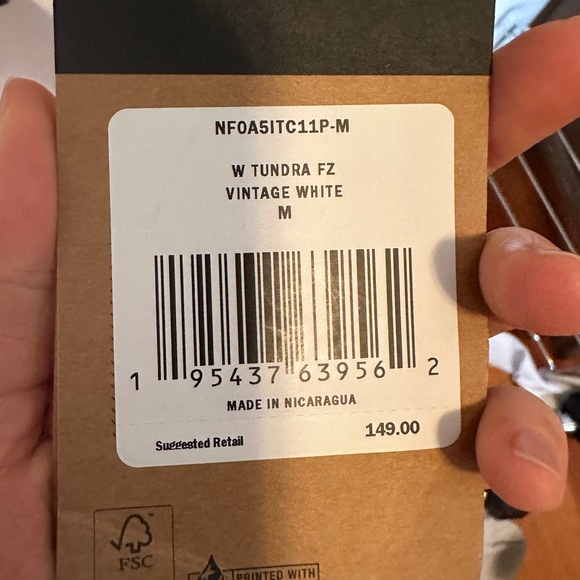 NF0A5ITC11P-M
W TUNDRA FZ
VINTAGE WHITE
M
1 95437 63956 2
MADE IN NICARAGUA
Suggested Retail 149.00
FSC
PRINTED WITH